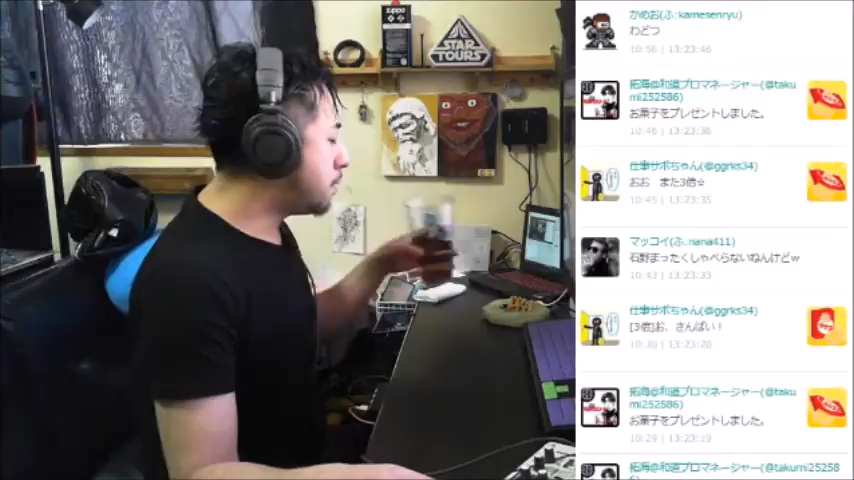 zippo
STAR
TOURS
かめお(ふ:kamesenryu)
わどつ
10:56 | 13:23:46
拓海@和道プロマネージャー(@taku
mi252586)
お菓子をプレゼントしました。
10:46 | 13:23:36
仕事サボちゃん(@ggrks34)
おお また3倍☆
10:45 | 13:23:35
マッコイ(ふ:nana411)
石野まったくしゃべらないねんけどw
10:43 | 13:23:33
仕事サボちゃん(@ggrks34)
[3倍]お、さんばい！
10:30 | 13:23:20
拓海@和道プロマネージャー(@taku
mi252586)
お菓子をプレゼントしました。
10:29 | 13:23:19
拓海@和道プロマネージャー(@takumi25258